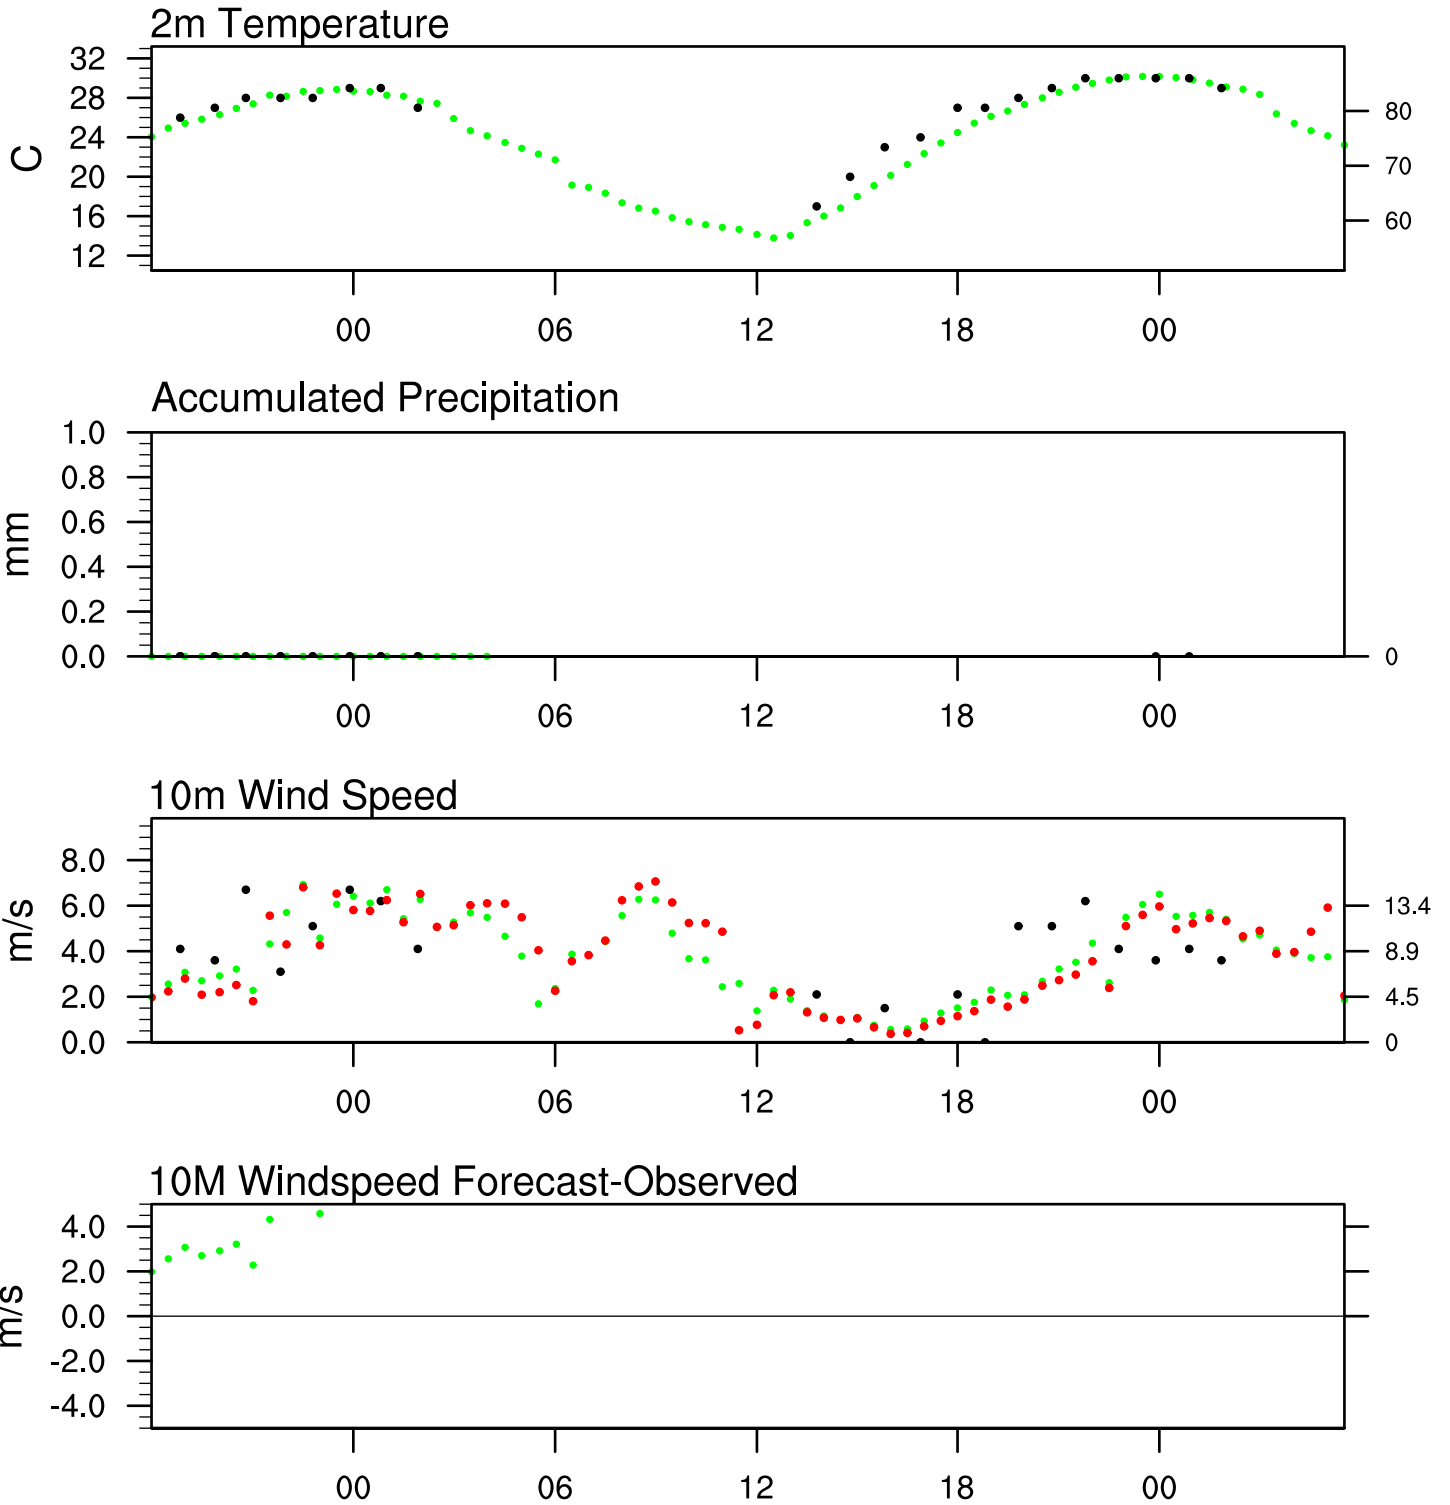 2m Temperature
32
28
24
20
16
12
C
80
70
60
00 06 12 18 00
Accumulated Precipitation
1.0
0.8
0.6
0.4
0.2
0.0
mm
0
00 06 12 18 00
10m Wind Speed
8.0
6.0
4.0
2.0
0.0
m/s
13.4
8.9
4.5
0
00 06 12 18 00
10M Windspeed Forecast-Observed
4.0
2.0
0.0
-2.0
-4.0
m/s
00 06 12 18 00